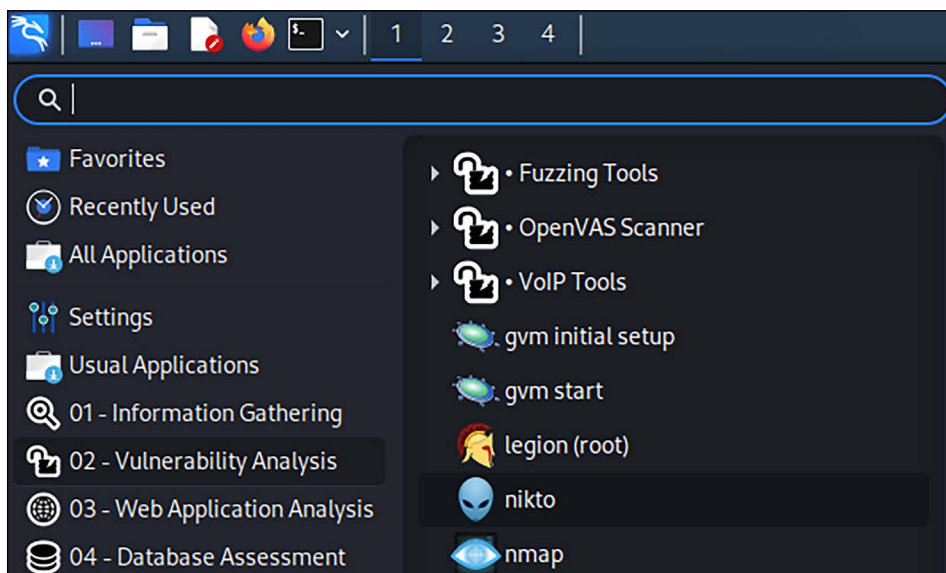 $_ 1 2 3 4
Favorites
Recently Used
All Applications
Settings
Usual Applications
01 - Information Gathering
02 - Vulnerability Analysis
03 - Web Application Analysis
04 - Database Assessment
• Fuzzing Tools
• OpenVAS Scanner
• VoIP Tools
gvm initial setup
gvm start
legion (root)
nikto
nmap